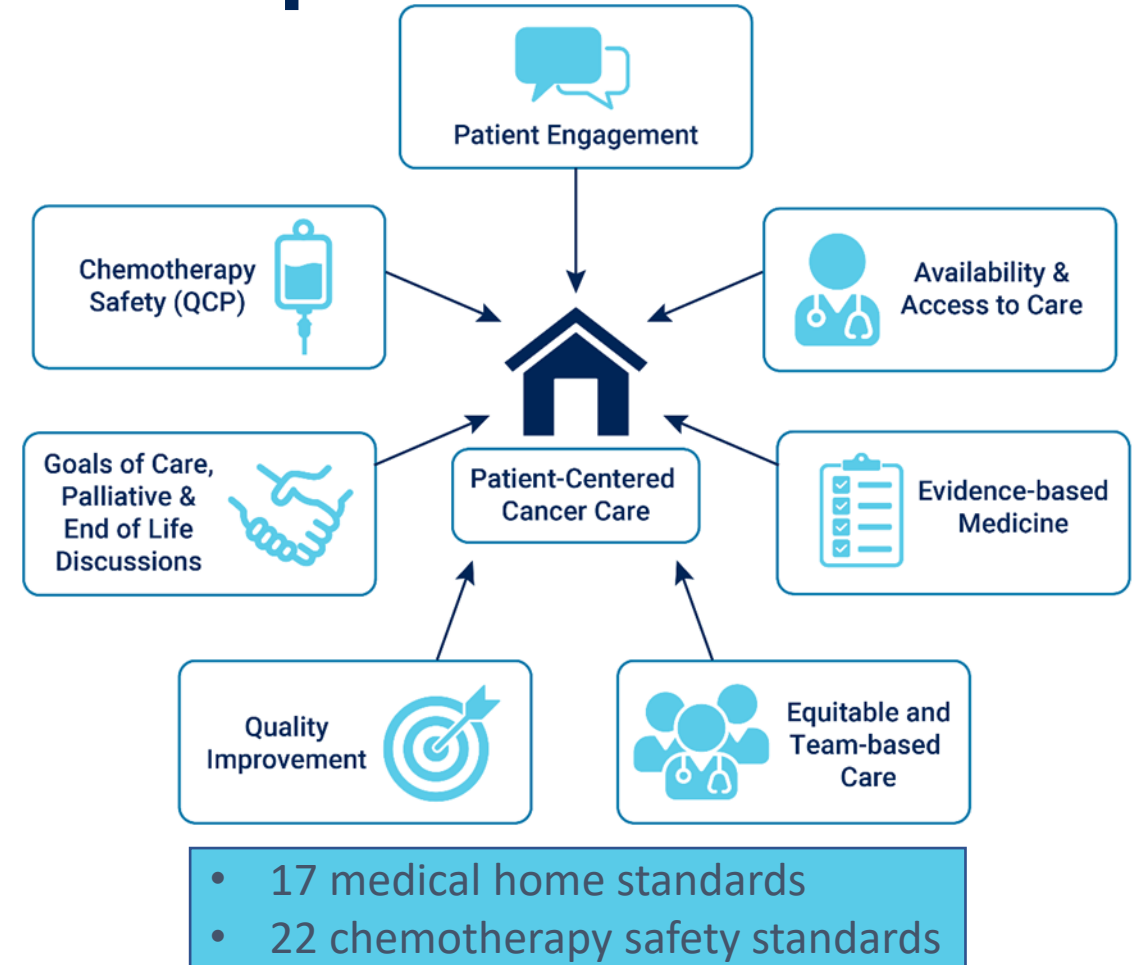 Patient Engagement
Chemotherapy
Safety (QCP)
Availability &
Access to Care
Goals of Care,
Palliative &
End of Life
Discussions
Patient-Centered
Cancer Care
Evidence-based
Medicine
Quality
Improvement
Equitable and
Team-based
Care
• 17 medical home standards
• 22 chemotherapy safety standards